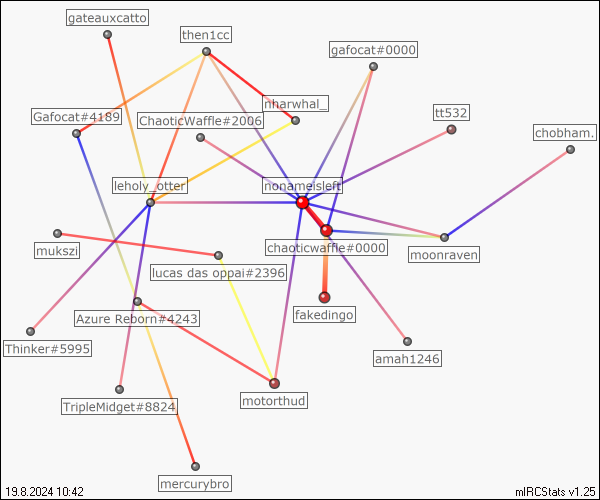 gateauxcatto
then1cc
gafocat#0000
nharwhal_
Gafocat#4189
ChaoticWaffle#2006
tt532
chobham.
leholy_otter
nonameisleft
chaoticwaffle#0000
mukszi
moonraven
lucas das oppai#2396
fakedingo
Azure Reborn#4243
Thinker#5995
amah1246
TripleMidget#8824
motorthud
mercurybro
19.8.2024 10:42
mIRCStats v1.25